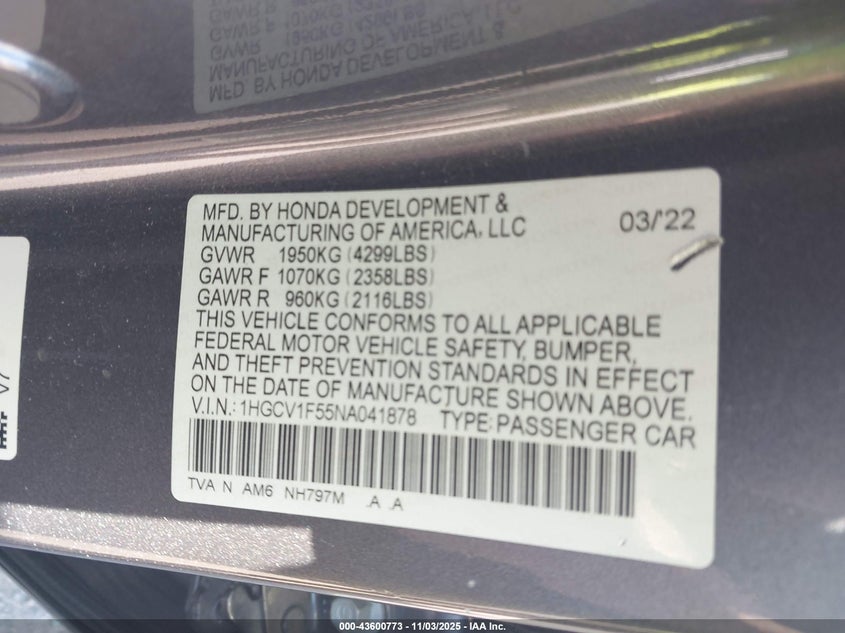 MFD. BY HONDA DEVELOPMENT &
MANUFACTURING OF AMERICA, LLC 03/'22
GVWR 1950KG (4299LBS)
GAWR F 1070KG (2358LBS)
GAWR R 960KG (2116LBS)
THIS VEHICLE CONFORMS TO ALL APPLICABLE
FEDERAL MOTOR VEHICLE SAFETY, BUMPER,
AND THEFT PREVENTION STANDARDS IN EFFECT
ON THE DATE OF MANUFACTURE SHOWN ABOVE.
V.I.N.: 1HGCV1F55NA041878 TYPE: PASSENGER CAR
TVA N AM6 NH797M .A .A
V7
000-43600773 - 11/03/2025 - IAA Inc.